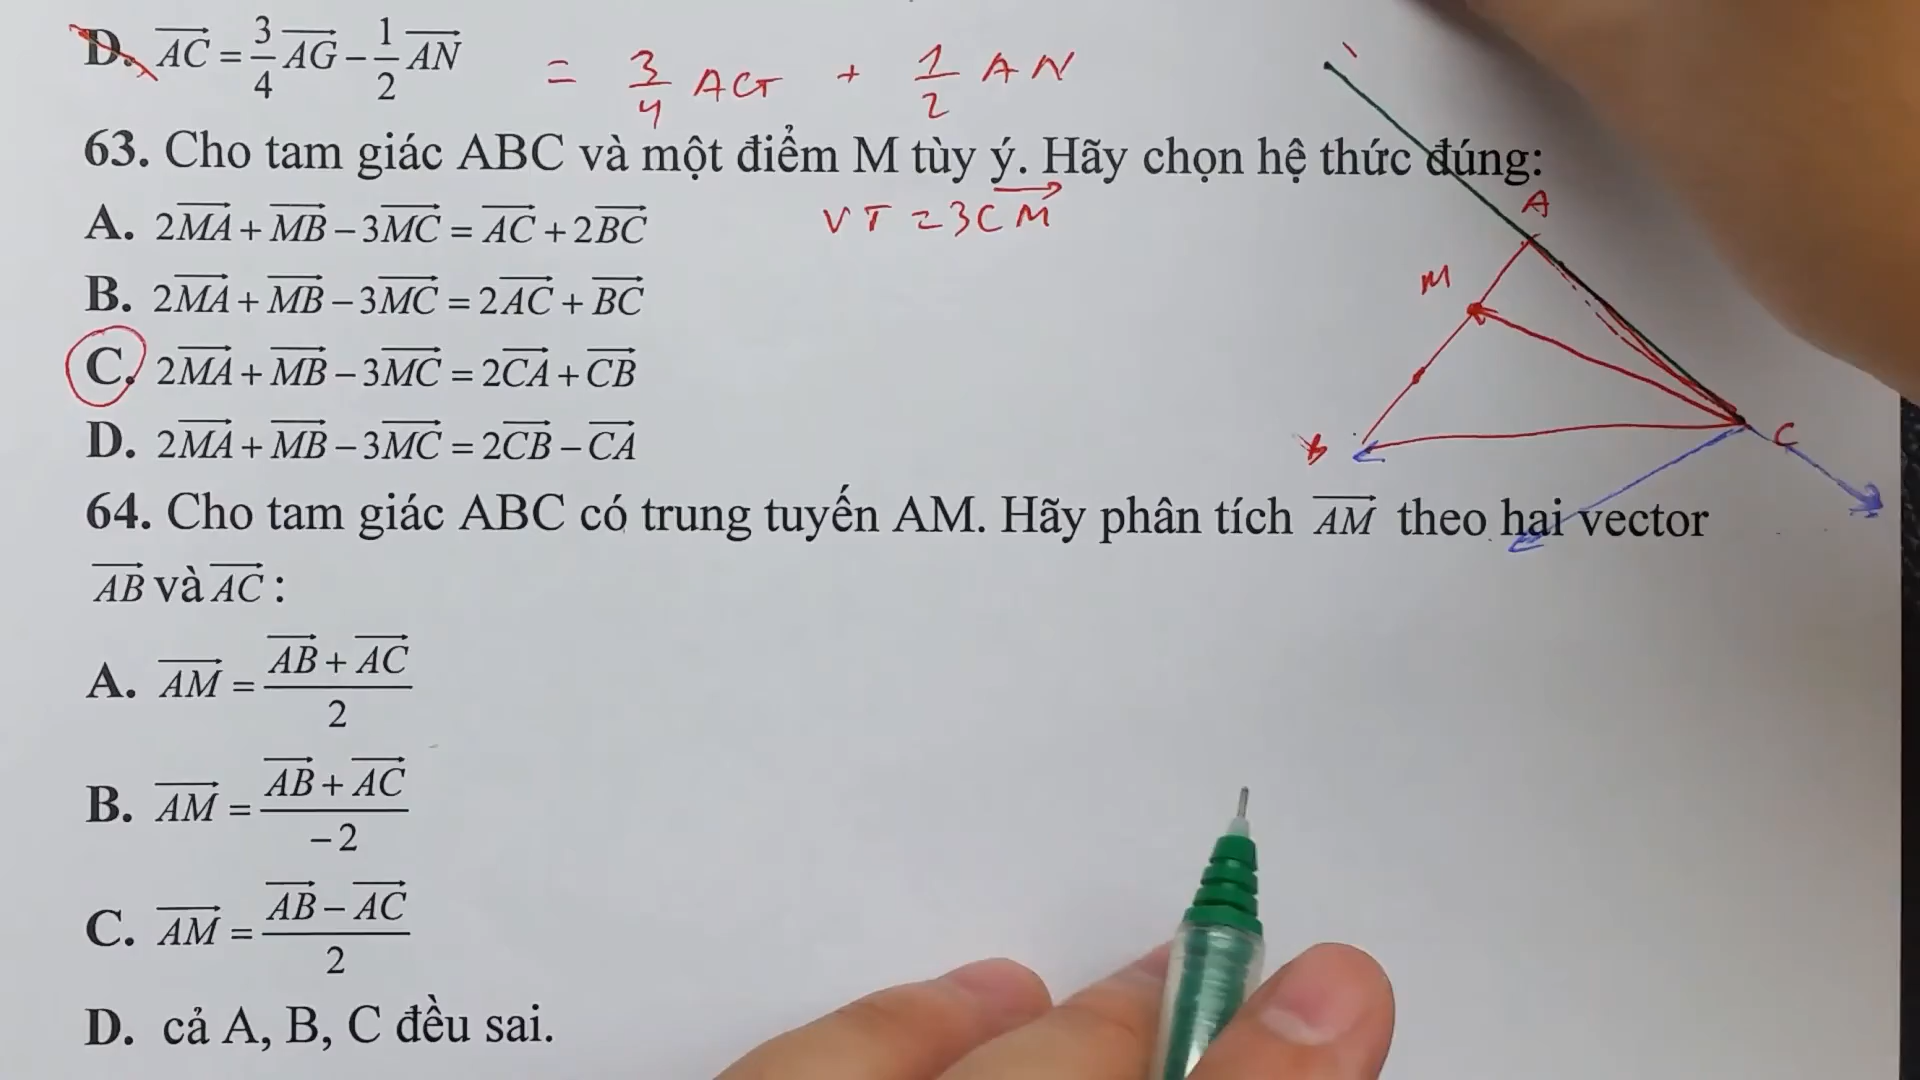 D. AC = 3/4 AG − 1/2 AN = 3/4 AG + 1/2 AN
63. Cho tam giác ABC và một điểm M tùy ý. Hãy chọn hệ thức đúng:
A. 2MA + MB − 3MC = AC + 2BC VT = 3CM
B. 2MA + MB − 3MC = 2AC + BC
C. 2MA + MB − 3MC = 2CA + CB
D. 2MA + MB − 3MC = 2CB − CA
A
M
B
C
64. Cho tam giác ABC có trung tuyến AM. Hãy phân tích AM theo hai vector
AB và AC :
A. AM = (AB + AC)/2
B. AM = (AB + AC)/−2
C. AM = (AB − AC)/2
D. cả A, B, C đều sai.